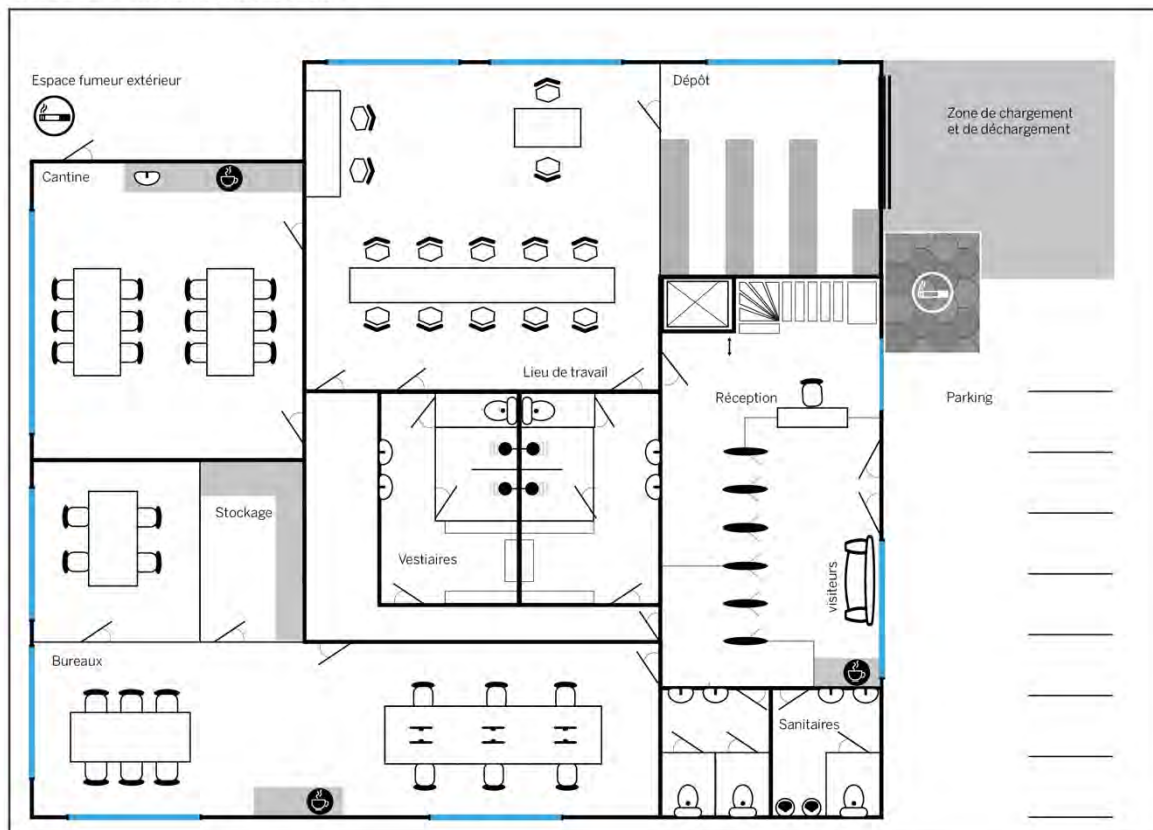 Espace fumeur extérieur
Dépôt
Zone de chargement
et de déchargement
Cantine
Lieu de travail
Réception
Parking
Stockage
Vestiaires
visiteurs
Bureaux
Sanitaires